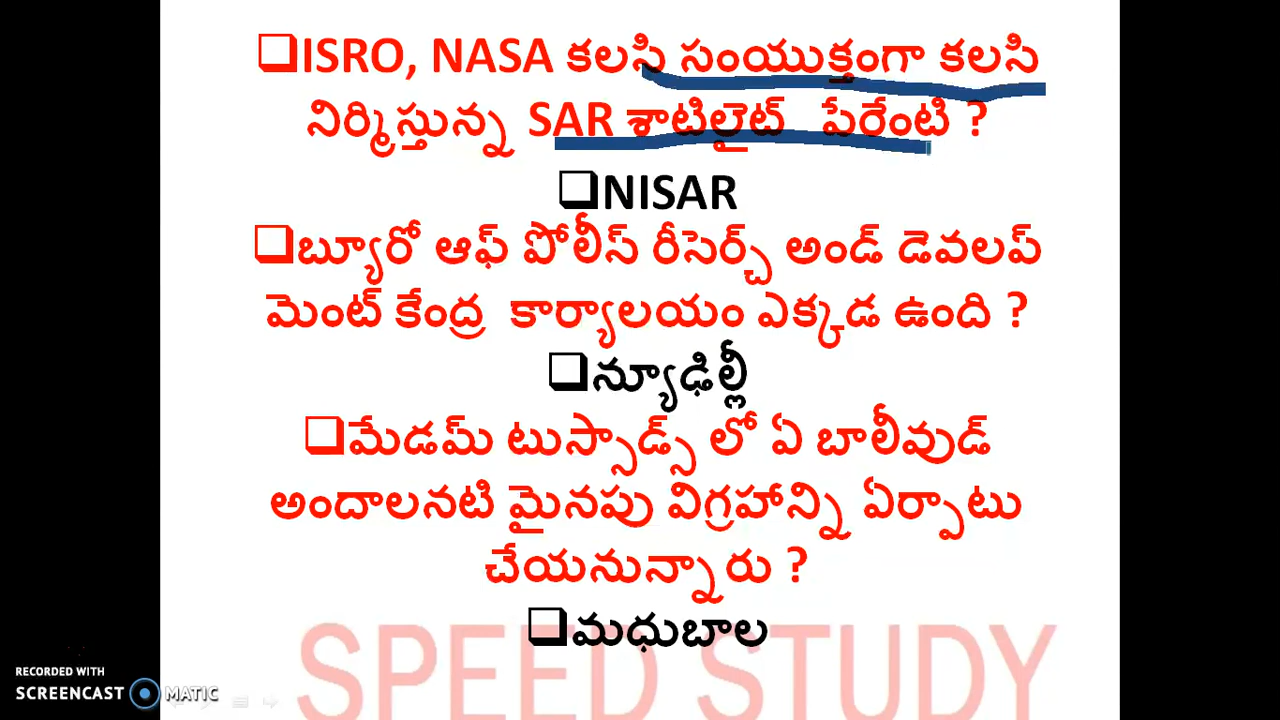 ❑ISRO, NASA కలసి సంయుక్తంగా కలసి
నిర్మిస్తున్న SAR శాటిలైట్ పేరేంటి ?
❑NISAR
❑బ్యూరో ఆఫ్ పోలీస్ రీసెర్చ్ అండ్ డెవలప్
మెంట్ కేంద్ర కార్యాలయం ఎక్కడ ఉంది ?
❑న్యూఢిల్లీ
❑మేడమ్ టుస్సాడ్స్ లో ఏ బాలీవుడ్
అందాలనటి మైనపు విగ్రహాన్ని ఏర్పాటు
చేయనున్నారు ?
❑మధుబాల
SPEED STUDY
RECORDED WITH
SCREENCAST MATIC